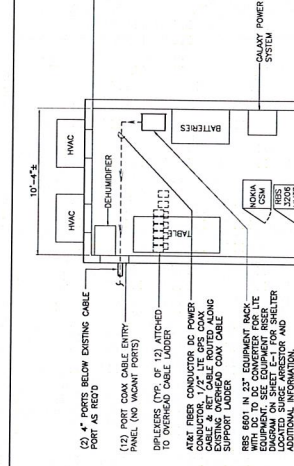 10'-4"±
HVAC
HVAC
DEHUMIDIFIER
BATTERIES
TABLE
GALAXY POWER
SYSTEM
NOKIA
GSM
RBS
3206
(2) 4" PORTS BELOW EXISTING CABLE
PORT AS REQ'D
(12) PORT COAX CABLE ENTRY
PANEL (NO VACANT PORTS)
DIPLEXERS (TYP. OF 12) ATTCHED
TO OVERHEAD CABLE LADDER
AT&T FIBER CONDUCTOR DC POWER
CONDUCTOR, 1/2" LTE GPS COAX
CABLE & RET CABLE ROUTED ALONG
EXISTING OVERHEAD COAX CABLE
SUPPORT LADDER
RBS 6601 IN 23" EQUIPMENT RACK
WITH DC TO DC CONVERTER FOR LTE
EQUIPMENT. SEE EQUIPMENT RISER
DIAGRAM ON SHEET E-1 FOR SHELTER
LOCATED SURGE ARRESTOR AND
ADDITIONAL INFORMATION.